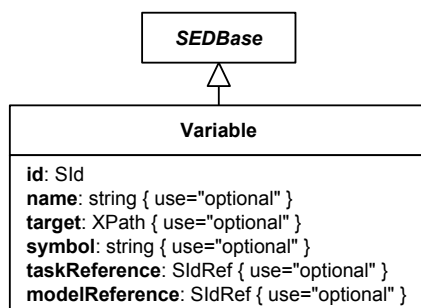 SEDBase
Variable
id: SId
name: string { use="optional" }
target: XPath { use="optional" }
symbol: string { use="optional" }
taskReference: SIdRef { use="optional" }
modelReference: SIdRef { use="optional" }